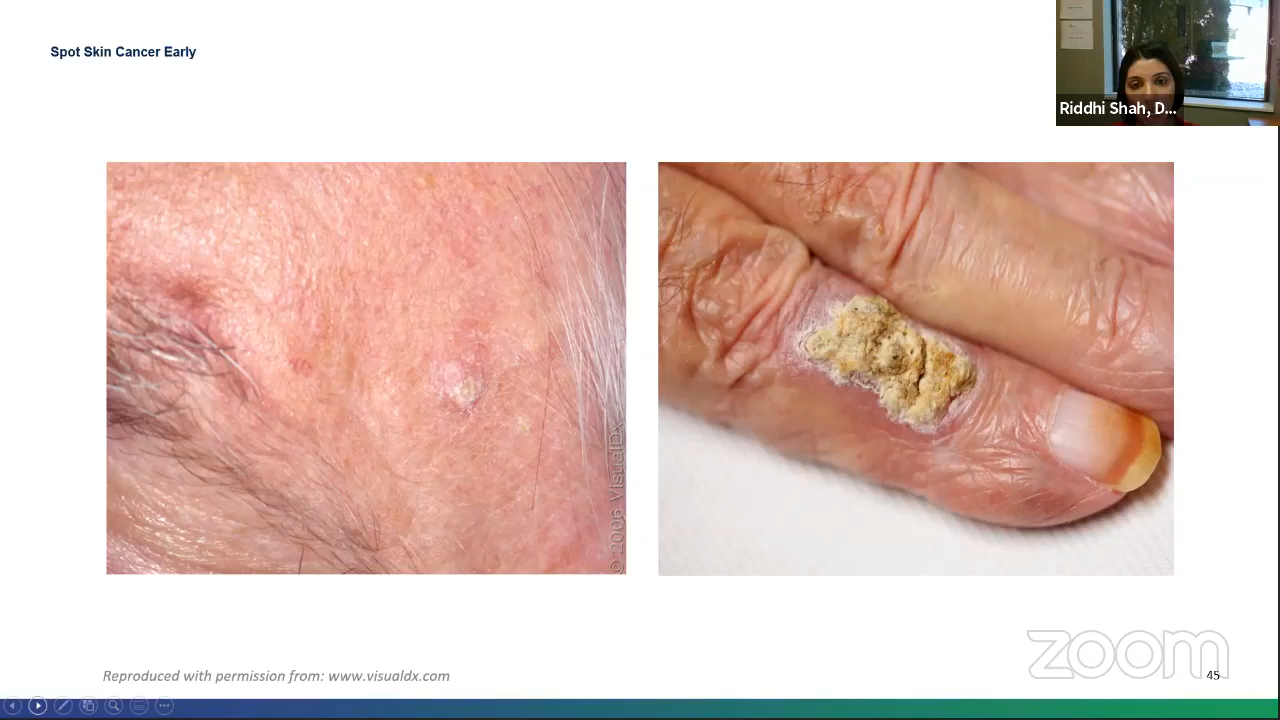 Spot Skin Cancer Early
Riddhi Shah, D...
© 2006 VisualDX
zoom
Reproduced with permission from: www.visualdx.com
45